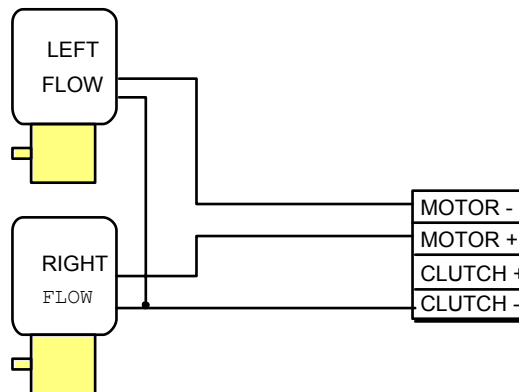 LEFT
FLOW
RIGHT
FLOW
MOTOR -
MOTOR +
CLUTCH +
CLUTCH -